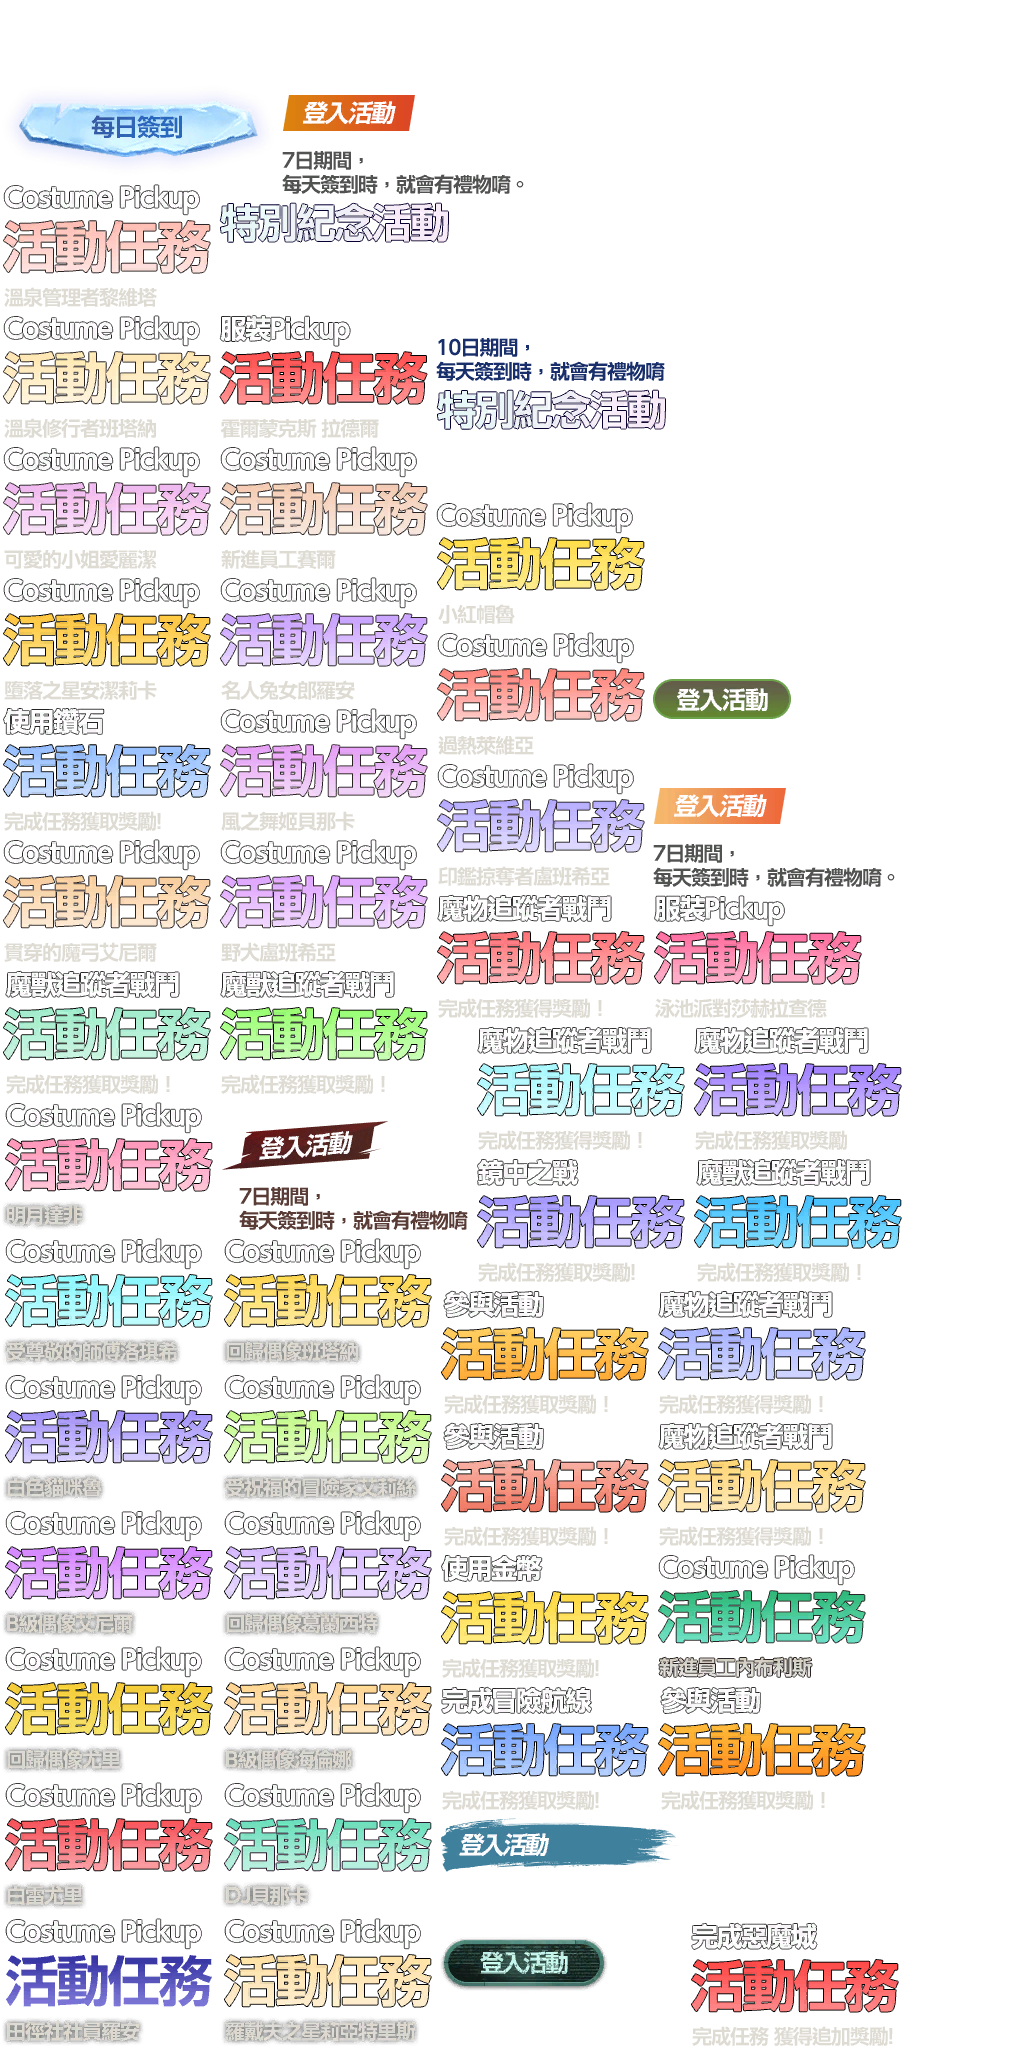 每日簽到
登入活動
7日期間，
每天簽到時，就會有禮物唷。
特別紀念活動
Costume Pickup
活動任務
溫泉管理者黎維塔
Costume Pickup
活動任務
溫泉修行者班塔納
服裝Pickup
活動任務
霍爾蒙克斯 拉德爾
10日期間，
每天簽到時，就會有禮物唷
特別紀念活動
Costume Pickup
活動任務
可愛的小姐愛麗潔
Costume Pickup
活動任務
新進員工賽爾
Costume Pickup
活動任務
小紅帽魯
Costume Pickup
活動任務
墮落之星安潔莉卡
Costume Pickup
活動任務
名人兔女郎羅安
Costume Pickup
活動任務
過熱萊維亞
登入活動
使用鑽石
活動任務
完成任務獲取獎勵!
Costume Pickup
活動任務
風之舞姬貝那卡
Costume Pickup
活動任務
印鑑掠奪者盧班希亞
登入活動
7日期間，
每天簽到時，就會有禮物唷。
Costume Pickup
活動任務
貫穿的魔弓艾尼爾
Costume Pickup
活動任務
野犬盧班希亞
魔物追蹤者戰鬥
活動任務
完成任務獲得獎勵！
服裝Pickup
活動任務
泳池派對莎赫拉查德
魔獸追蹤者戰鬥
活動任務
完成任務獲取獎勵！
魔獸追蹤者戰鬥
活動任務
完成任務獲取獎勵！
魔物追蹤者戰鬥
活動任務
完成任務獲得獎勵！
魔物追蹤者戰鬥
活動任務
完成任務獲取獎勵
Costume Pickup
活動任務
明月達非
登入活動
7日期間，
每天簽到時，就會有禮物唷
鏡中之戰
活動任務
完成任務獲取獎勵!
魔獸追蹤者戰鬥
活動任務
完成任務獲取獎勵！
Costume Pickup
活動任務
受尊敬的師傅洛琪希
Costume Pickup
活動任務
回歸偶像班塔納
參與活動
活動任務
完成任務獲取獎勵！
魔物追蹤者戰鬥
活動任務
完成任務獲得獎勵！
Costume Pickup
活動任務
白色貓咪魯
Costume Pickup
活動任務
受祝福的冒險家艾莉絲
參與活動
活動任務
完成任務獲取獎勵！
魔物追蹤者戰鬥
活動任務
完成任務獲得獎勵！
Costume Pickup
活動任務
B級偶像艾尼爾
Costume Pickup
活動任務
回歸偶像葛蘭西特
使用金幣
活動任務
完成任務獲取獎勵!
Costume Pickup
活動任務
新進員工內布利斯
Costume Pickup
活動任務
回歸偶像尤里
Costume Pickup
活動任務
B級偶像海倫娜
完成冒險航線
活動任務
完成任務獲取獎勵!
參與活動
活動任務
完成任務獲取獎勵！
Costume Pickup
活動任務
白雪尤里
Costume Pickup
活動任務
DJ貝那卡
登入活動
Costume Pickup
活動任務
田徑社社員羅安
Costume Pickup
活動任務
羅戴夫之星莉亞特里斯
登入活動
完成惡魔城
活動任務
完成任務 獲得追加獎勵!